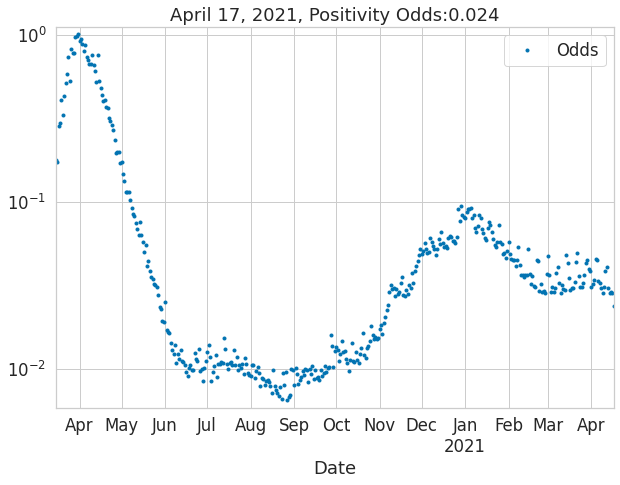 April 17, 2021, Positivity Odds:0.024
10⁰
Odds
10⁻¹
10⁻²
Apr May Jun Jul Aug Sep Oct Nov Dec Jan Feb Mar Apr
2021
Date